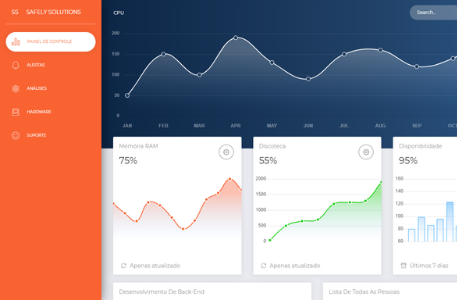 SS SAFELY SOLUTIONS
PAINEL DE CONTROLE
ALERTAS
ANÁLISES
HARDWARE
SUPORTE
CPU
Search...
200
150
100
50
0
JAN FEB MAR APR MAY JUN JUL AUG SEP OCT
Memória RAM
75%
Apenas atualizado
Discoteca
55%
2000
1500
1000
500
0
Apenas atualizado
Disponibilidade
95%
160
140
120
100
80
60
Últimos 7 dias
Desenvolvimento De Back-End
Lista De Todas As Pessoas